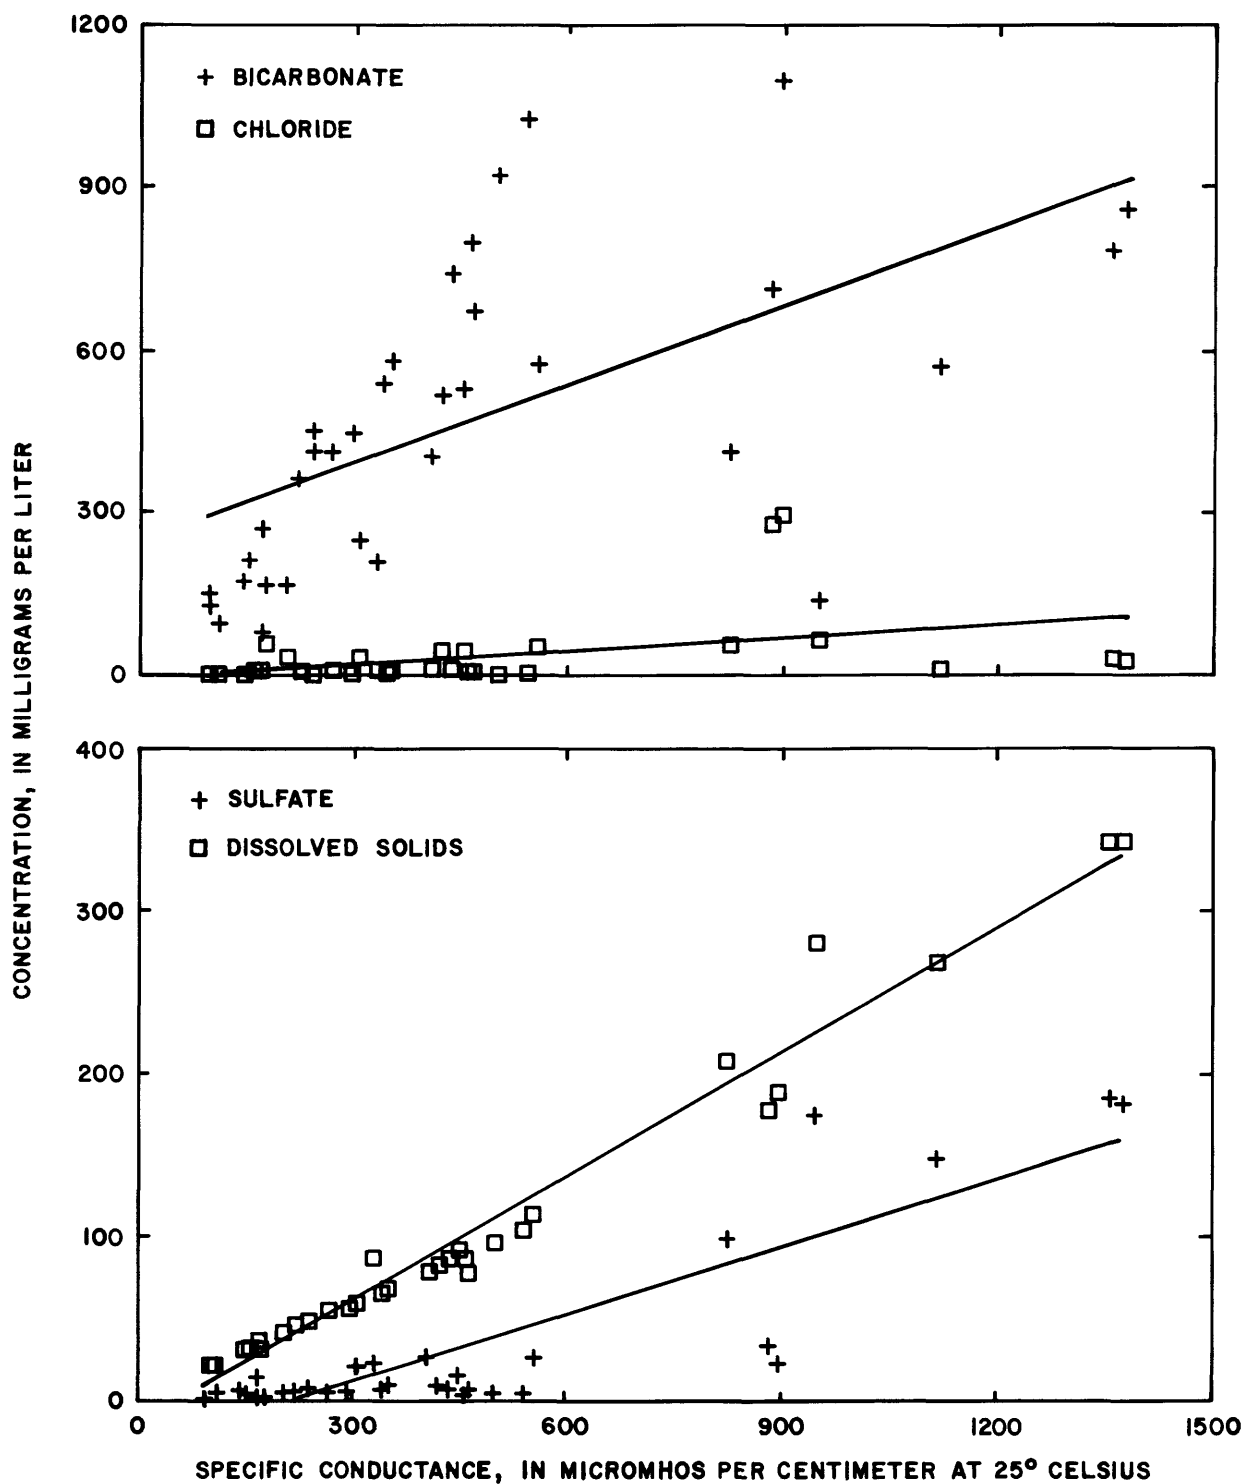 1200
+ BICARBONATE
□ CHLORIDE
900
600
300
0
CONCENTRATION, IN MILLIGRAMS PER LITER
400
+ SULFATE
□ DISSOLVED SOLIDS
300
200
100
0
0 300 600 900 1200 1500
SPECIFIC CONDUCTANCE, IN MICROMHOS PER CENTIMETER AT 25° CELSIUS